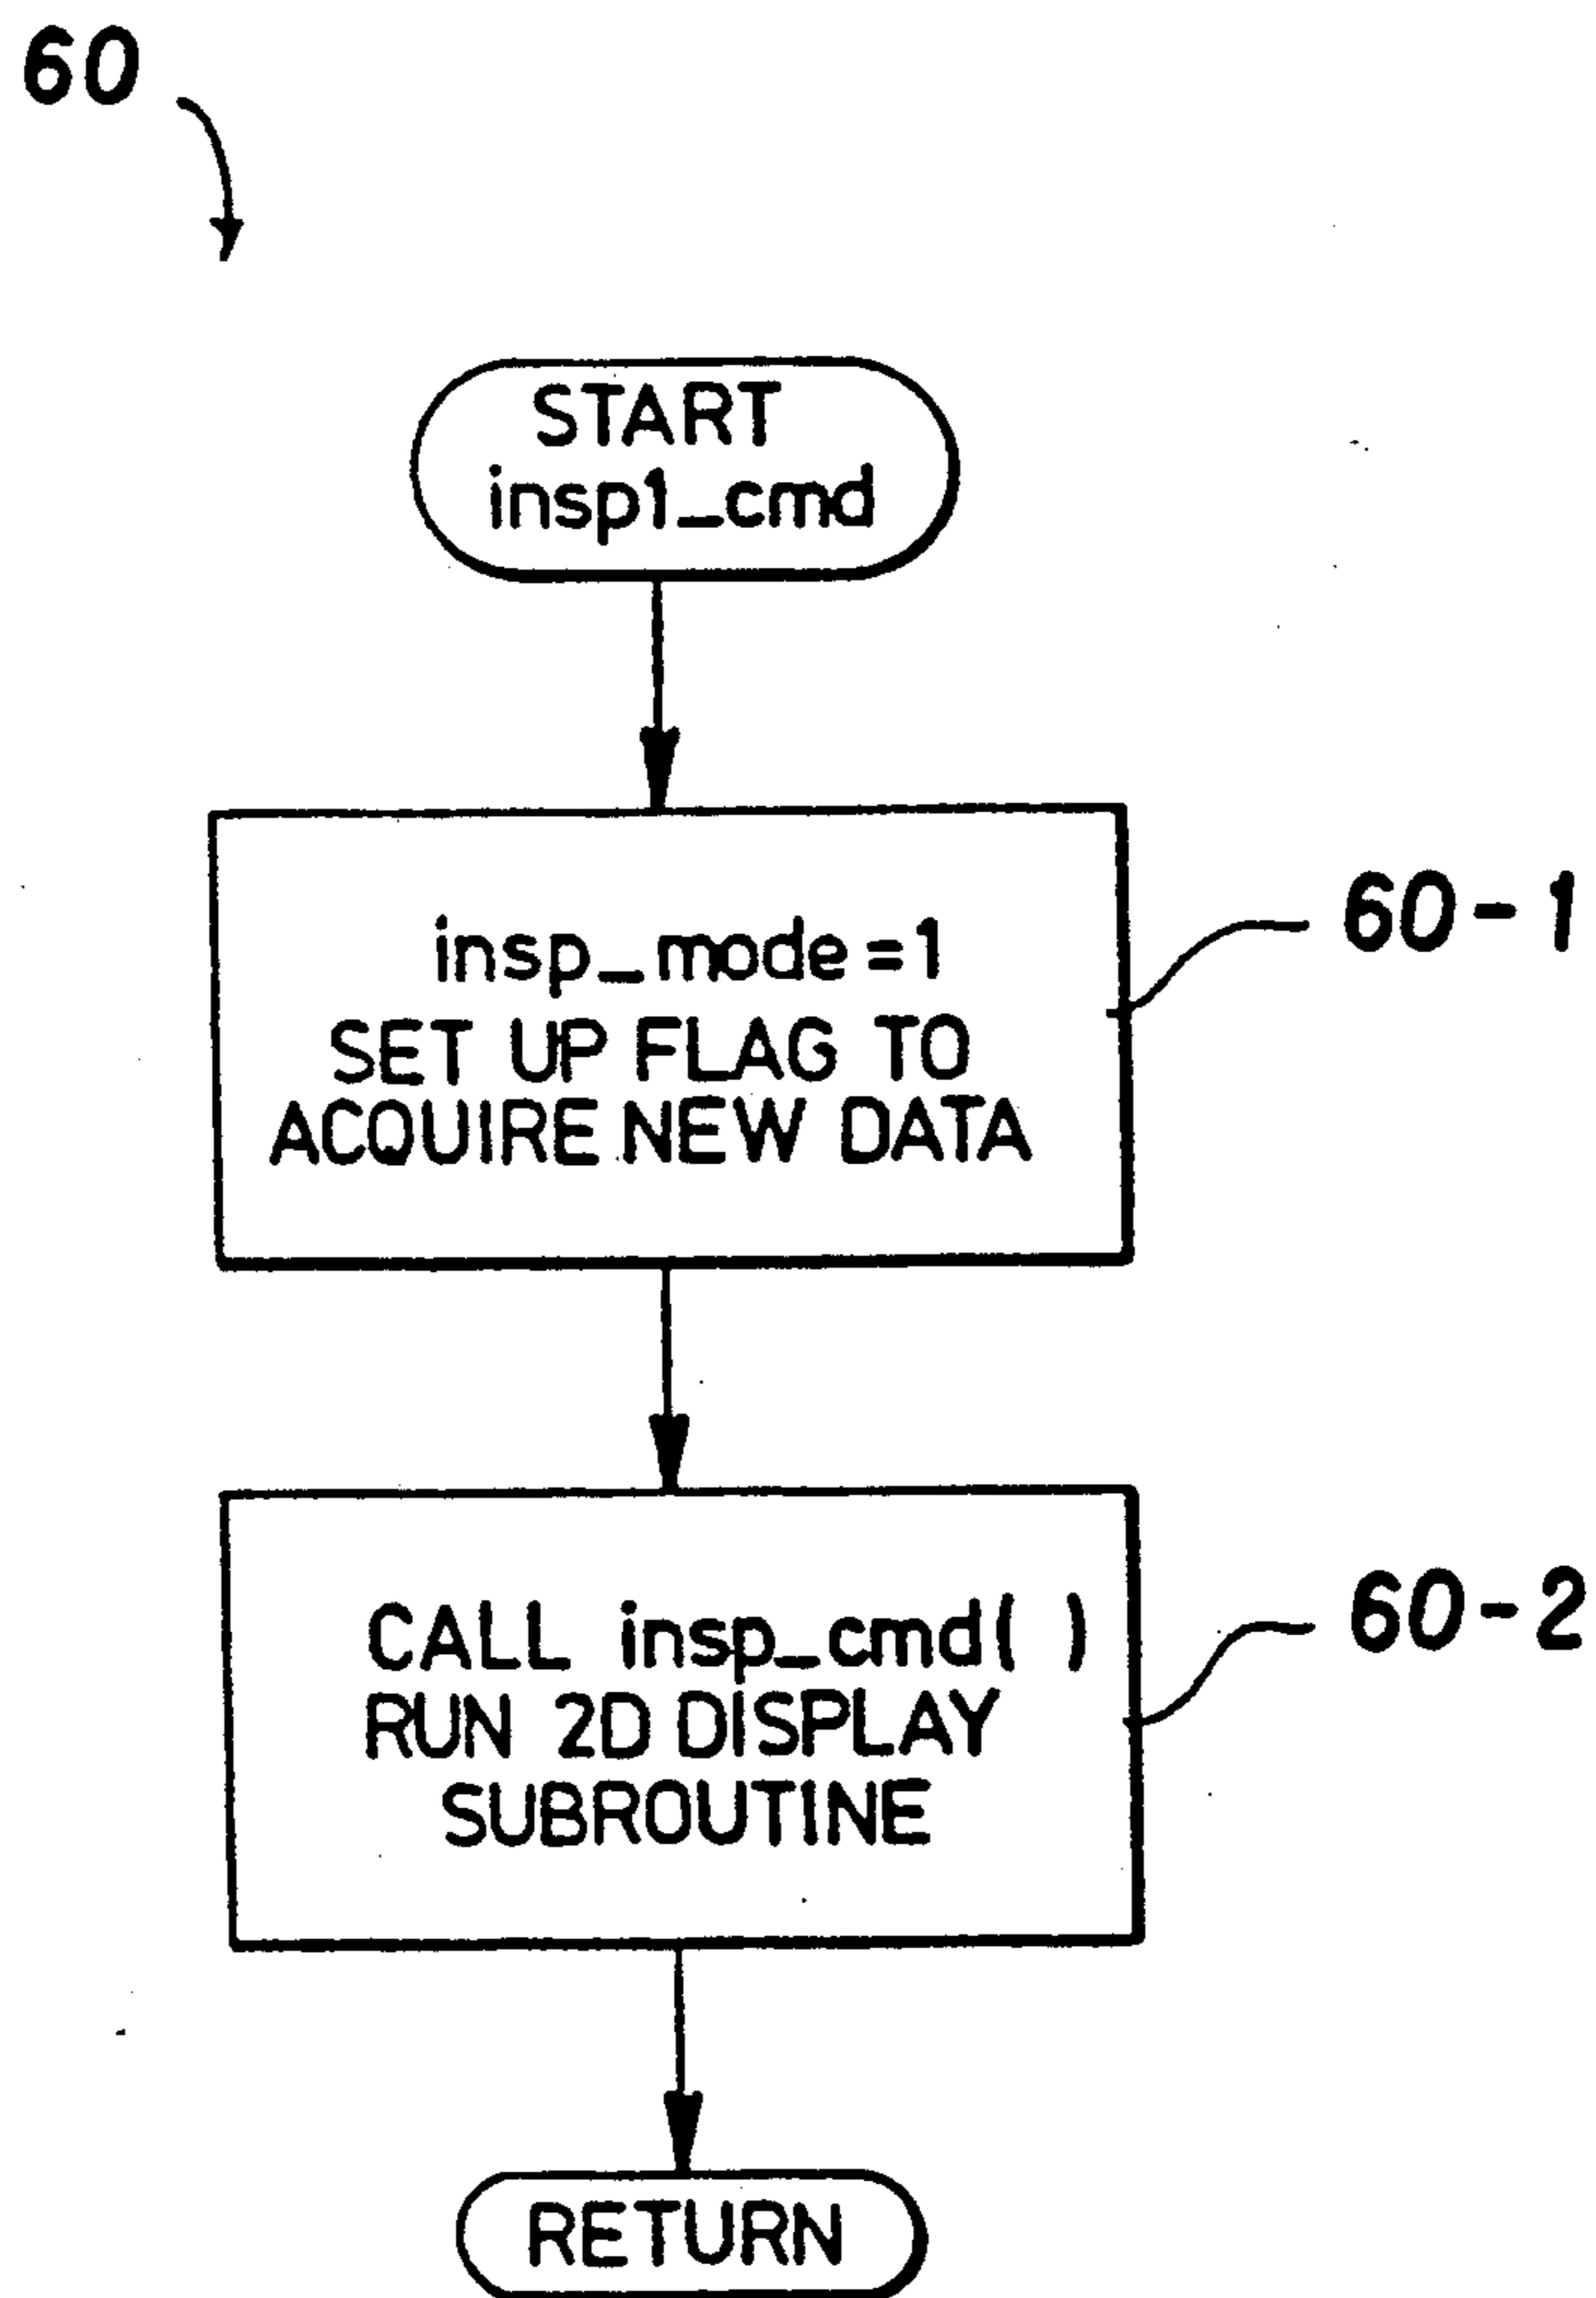 60
START
insp1_cmd
insp_mode=1
SET UP FLAG TO
ACQUIRE NEW DATA
60-1
CALL insp_cmd( )
RUN 2D DISPLAY
SUBROUTINE
60-2
RETURN